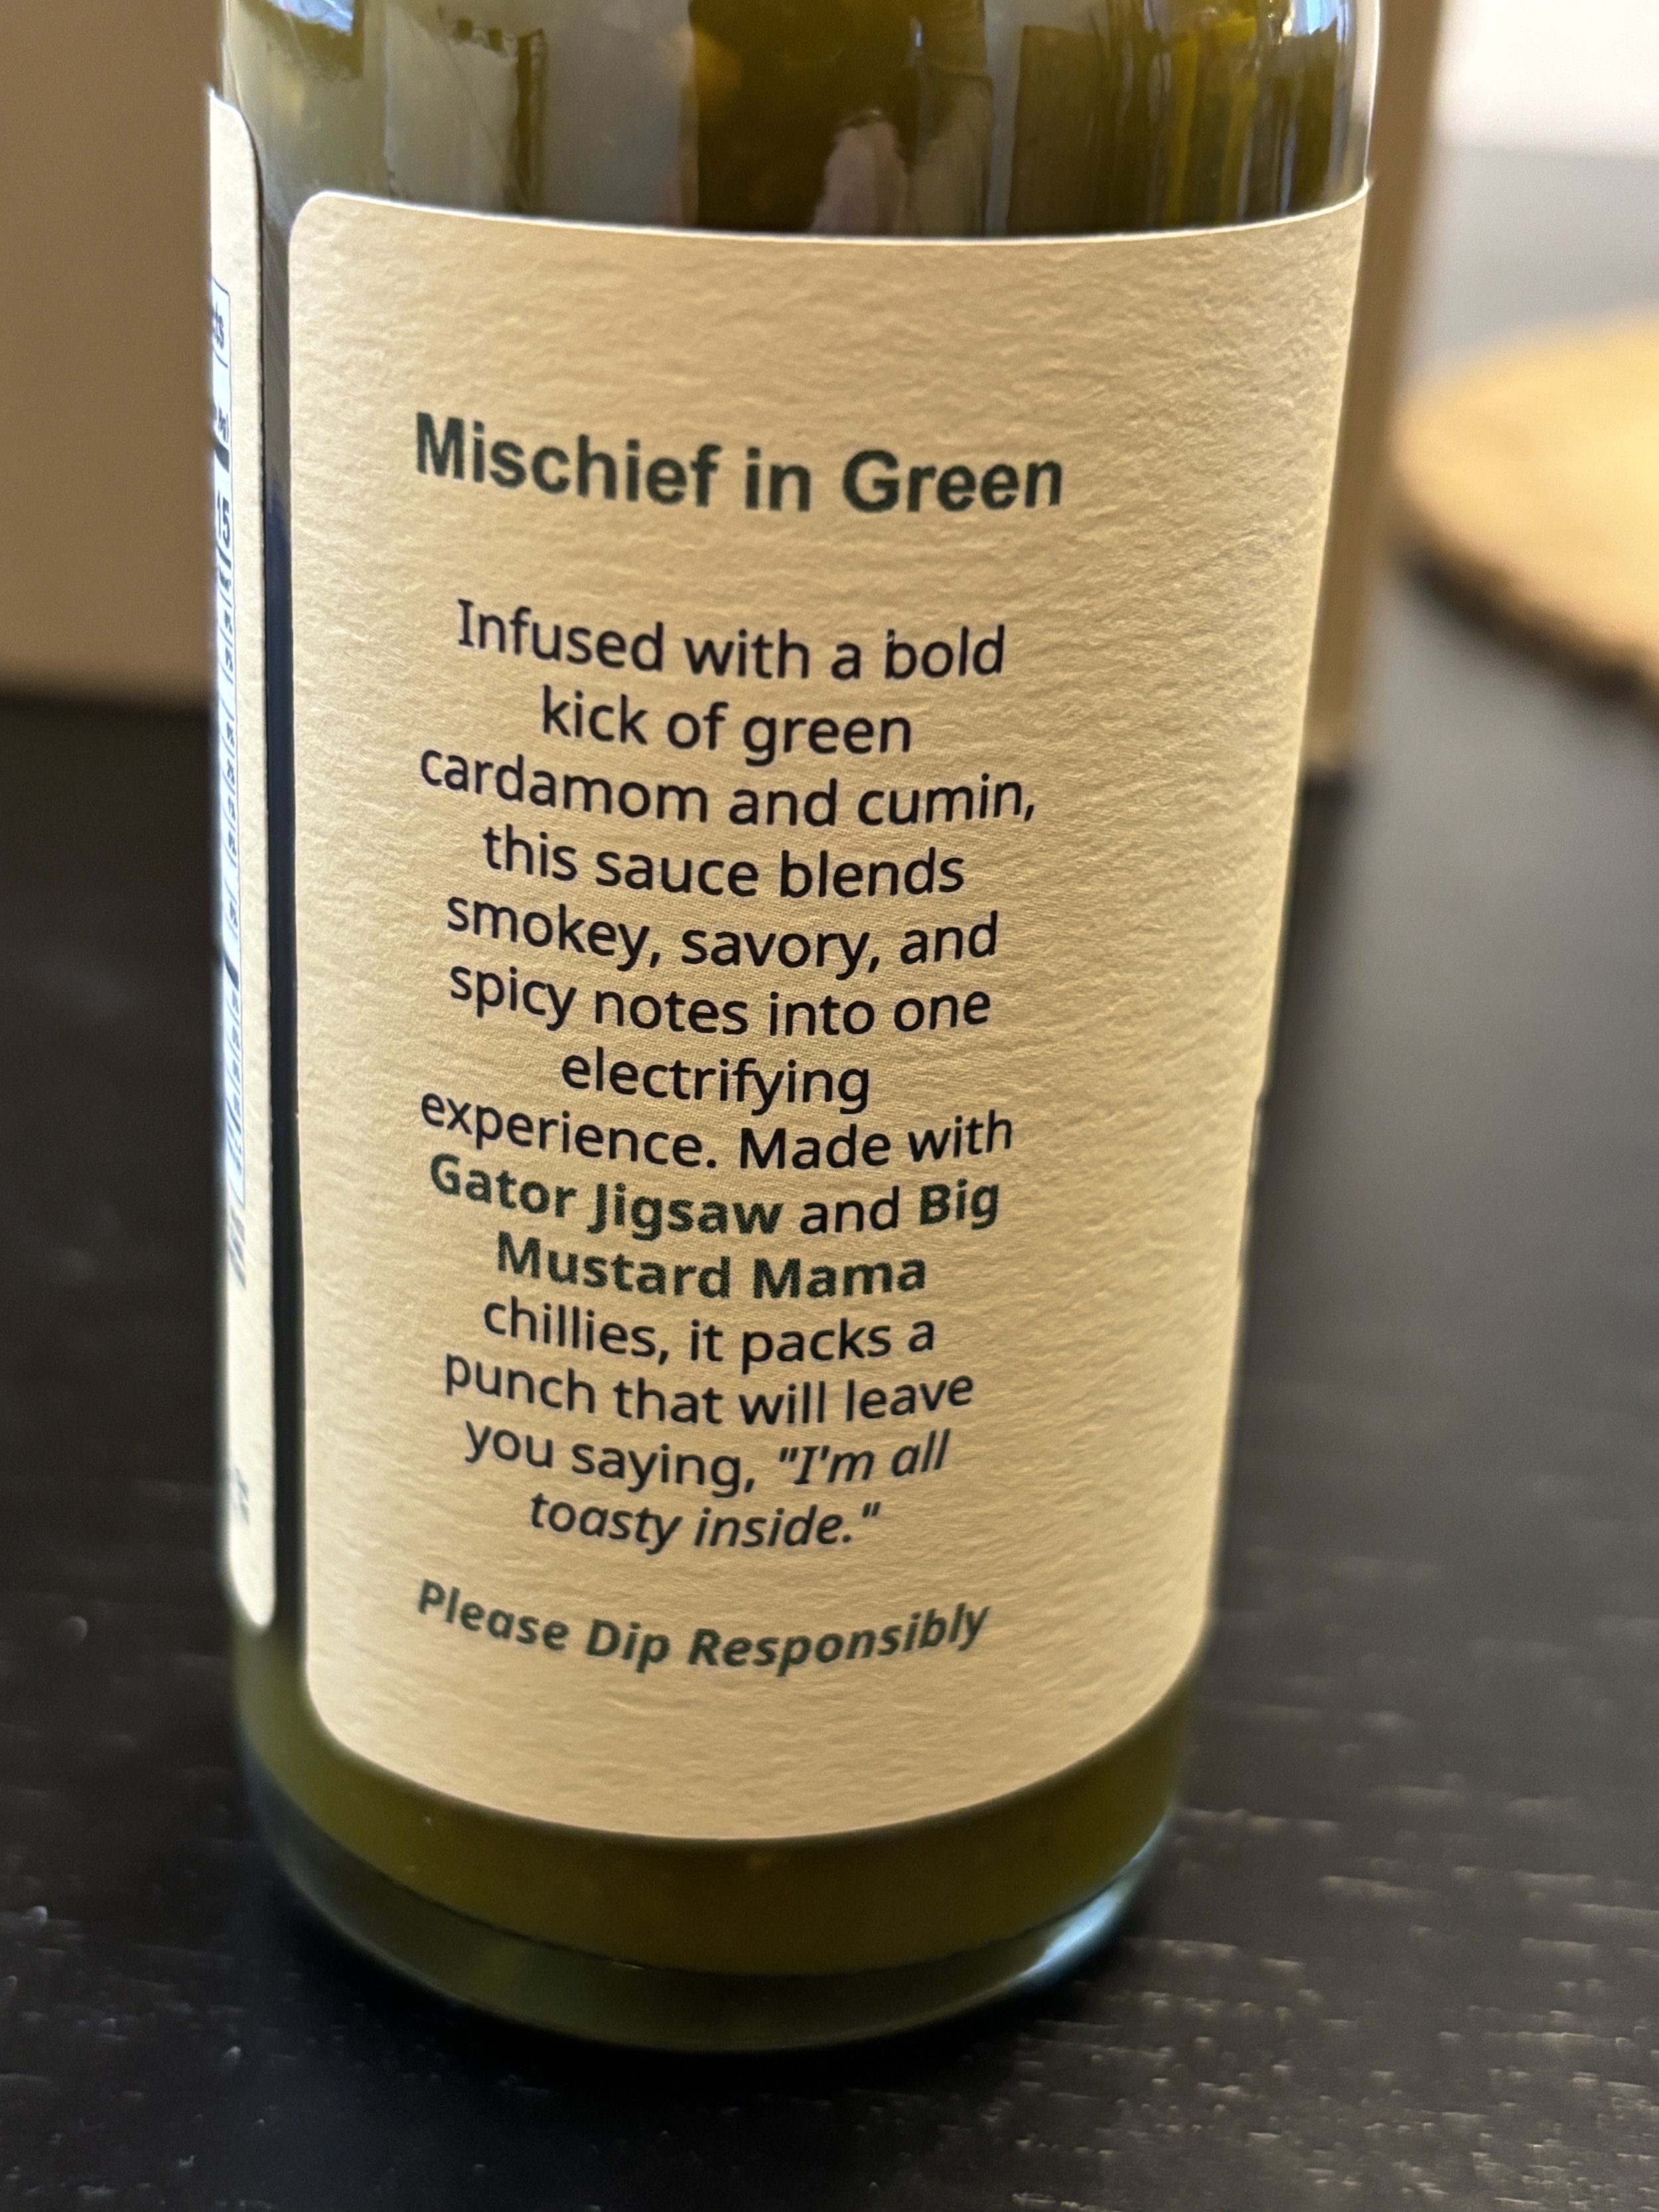 Mischief in Green
Infused with a bold
kick of green
cardamom and cumin,
this sauce blends
smokey, savory, and
spicy notes into one
electrifying
experience. Made with
Gator Jigsaw and Big
Mustard Mama
chillies, it packs a
punch that will leave
you saying, "I'm all
toasty inside."
Please Dip Responsibly
15